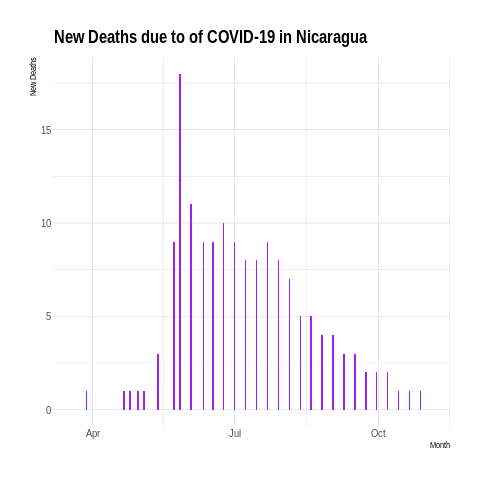 New Deaths due to of COVID-19 in Nicaragua
New Deaths
15
10
5
0
Apr
Jul
Oct
Month